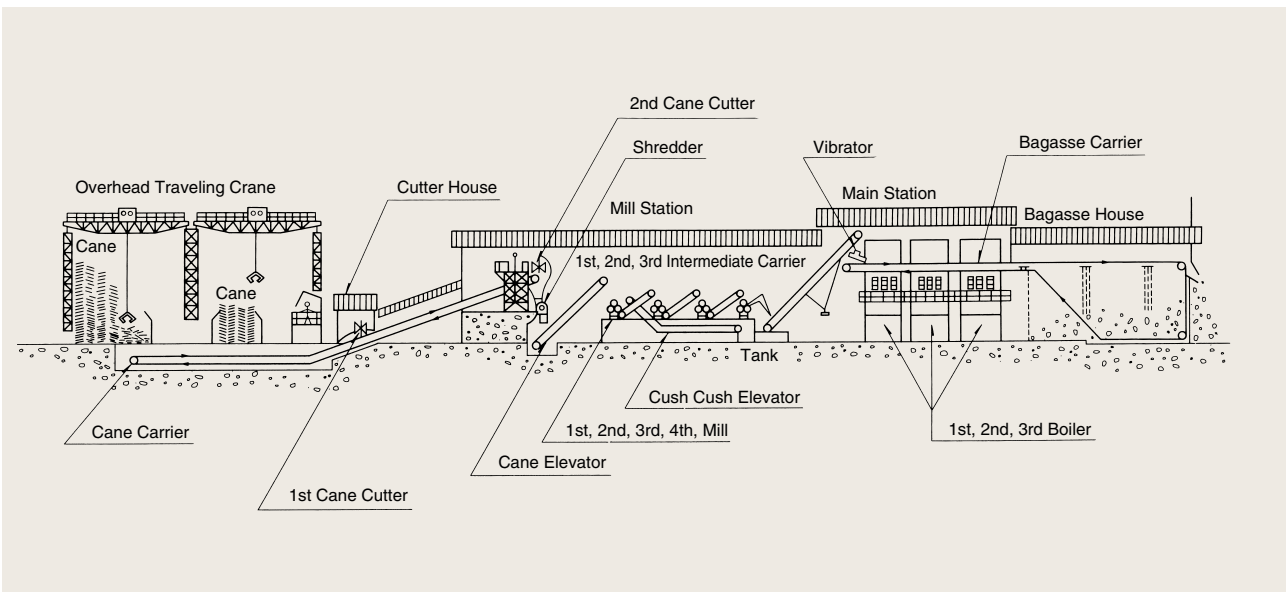 2nd Cane Cutter
Shredder
Vibrator
Bagasse Carrier
Overhead Traveling Crane
Cutter House
Mill Station
Main Station
Bagasse House
Cane
1st, 2nd, 3rd Intermediate Carrier
Cane
Tank
Cush Cush Elevator
Cane Carrier
1st, 2nd, 3rd, 4th, Mill
1st, 2nd, 3rd Boiler
Cane Elevator
1st Cane Cutter